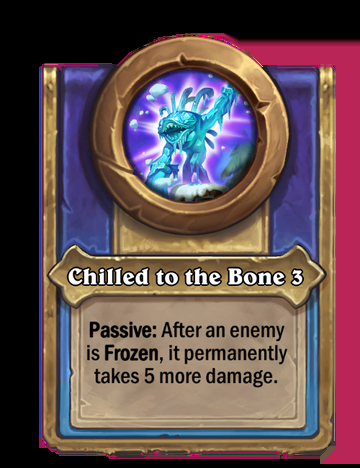 Chilled to the Bone 3
Passive: After an enemy
is Frozen, it permanently
takes 5 more damage.